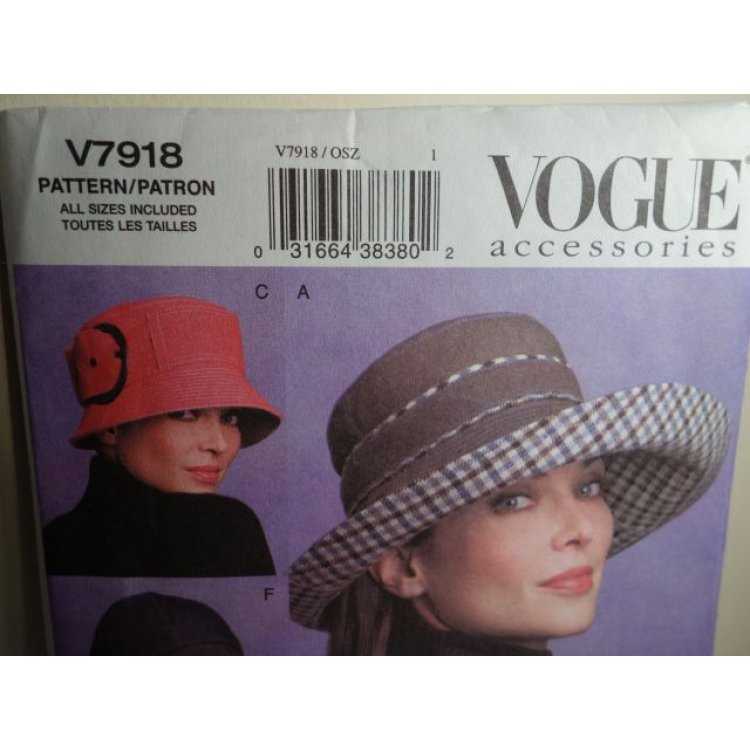 V7918
PATTERN/PATRON
ALL SIZES INCLUDED
TOUTES LES TAILLES
V7918 / OSZ 1
0 31664 38380 2
VOGUE
accessories
C
A
F